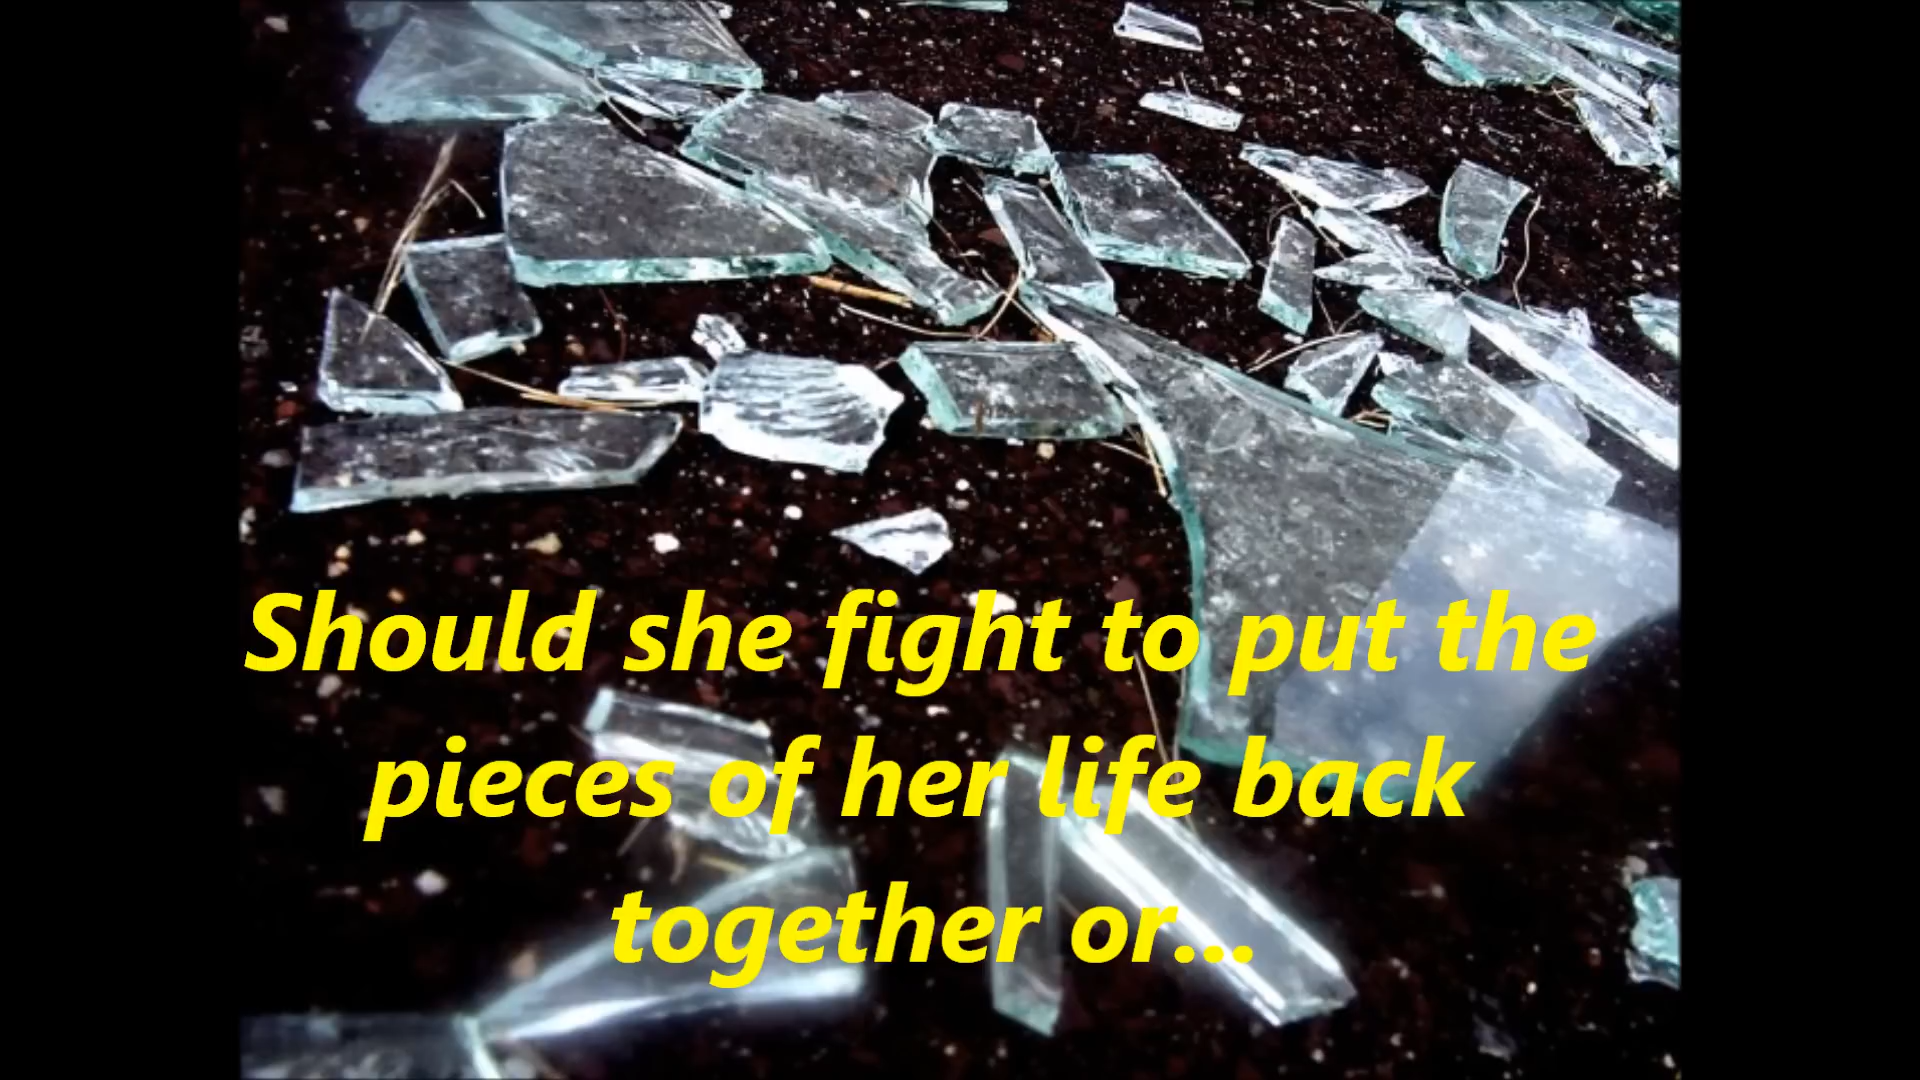 Should she fight to put the
pieces of her life back
together or...